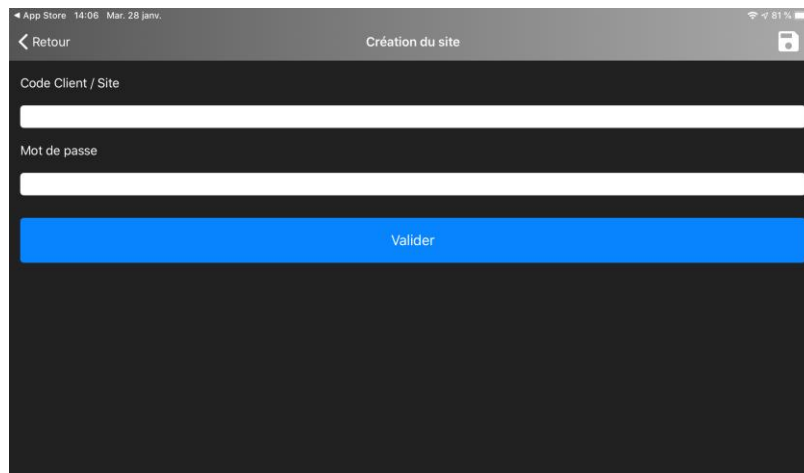 ◄ App Store 14:06 Mar. 28 janv. 81 %
Retour Création du site
Code Client / Site
Mot de passe
Valider